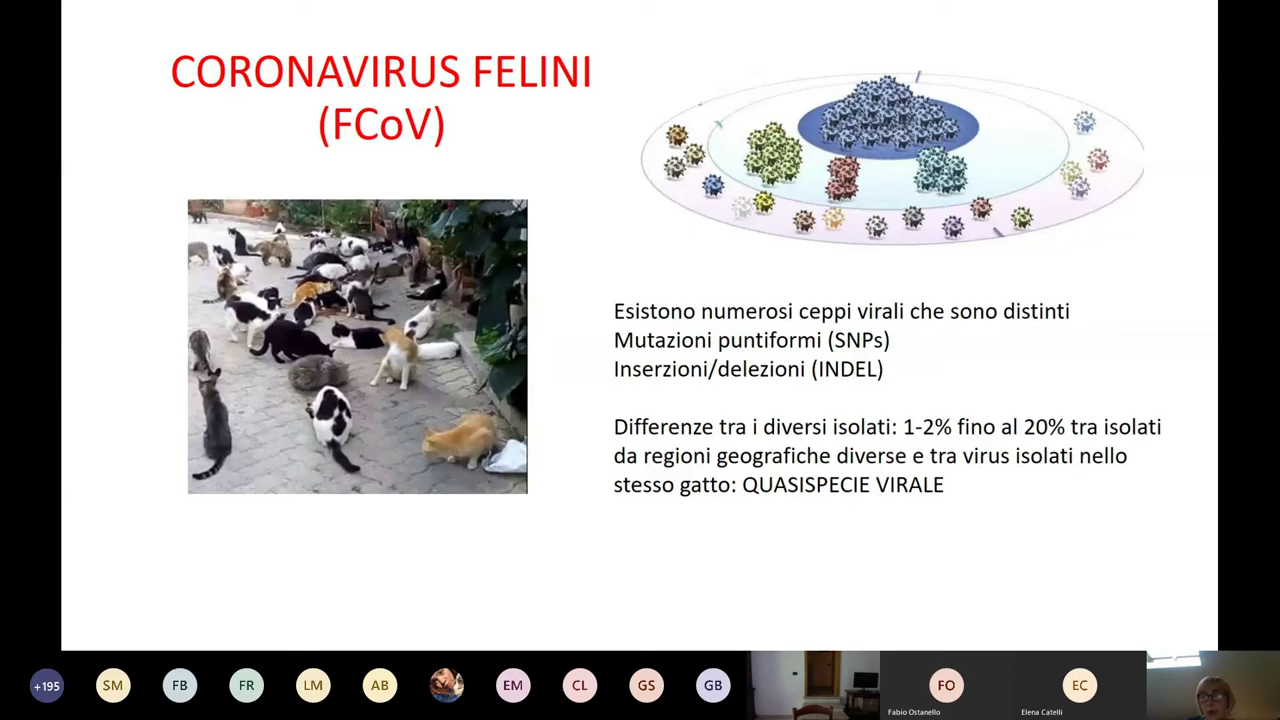 CORONAVIRUS FELINI
(FCoV)
Esistono numerosi ceppi virali che sono distinti
Mutazioni puntiformi (SNPs)
Inserzioni/delezioni (INDEL)
Differenze tra i diversi isolati: 1-2% fino al 20% tra isolati
da regioni geografiche diverse e tra virus isolati nello
stesso gatto: QUASISPECIE VIRALE
+195
SM
FB
FR
LM
AB
EM
CL
GS
GB
FO
Fabio Ostanello
EC
Elena Catelli